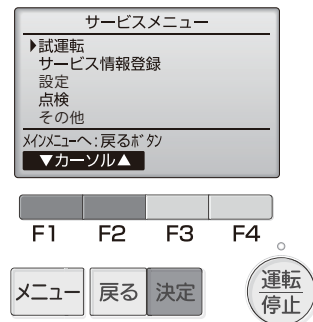 サービスメニュー
▶試運転
サービス情報登録
設定
点検
その他
ﾒｲﾝﾒﾆｭｰへ:戻るﾎﾞﾀﾝ
▼カーソル▲
F1 F2 F3 F4
メニュー 戻る 決定
運転
停止